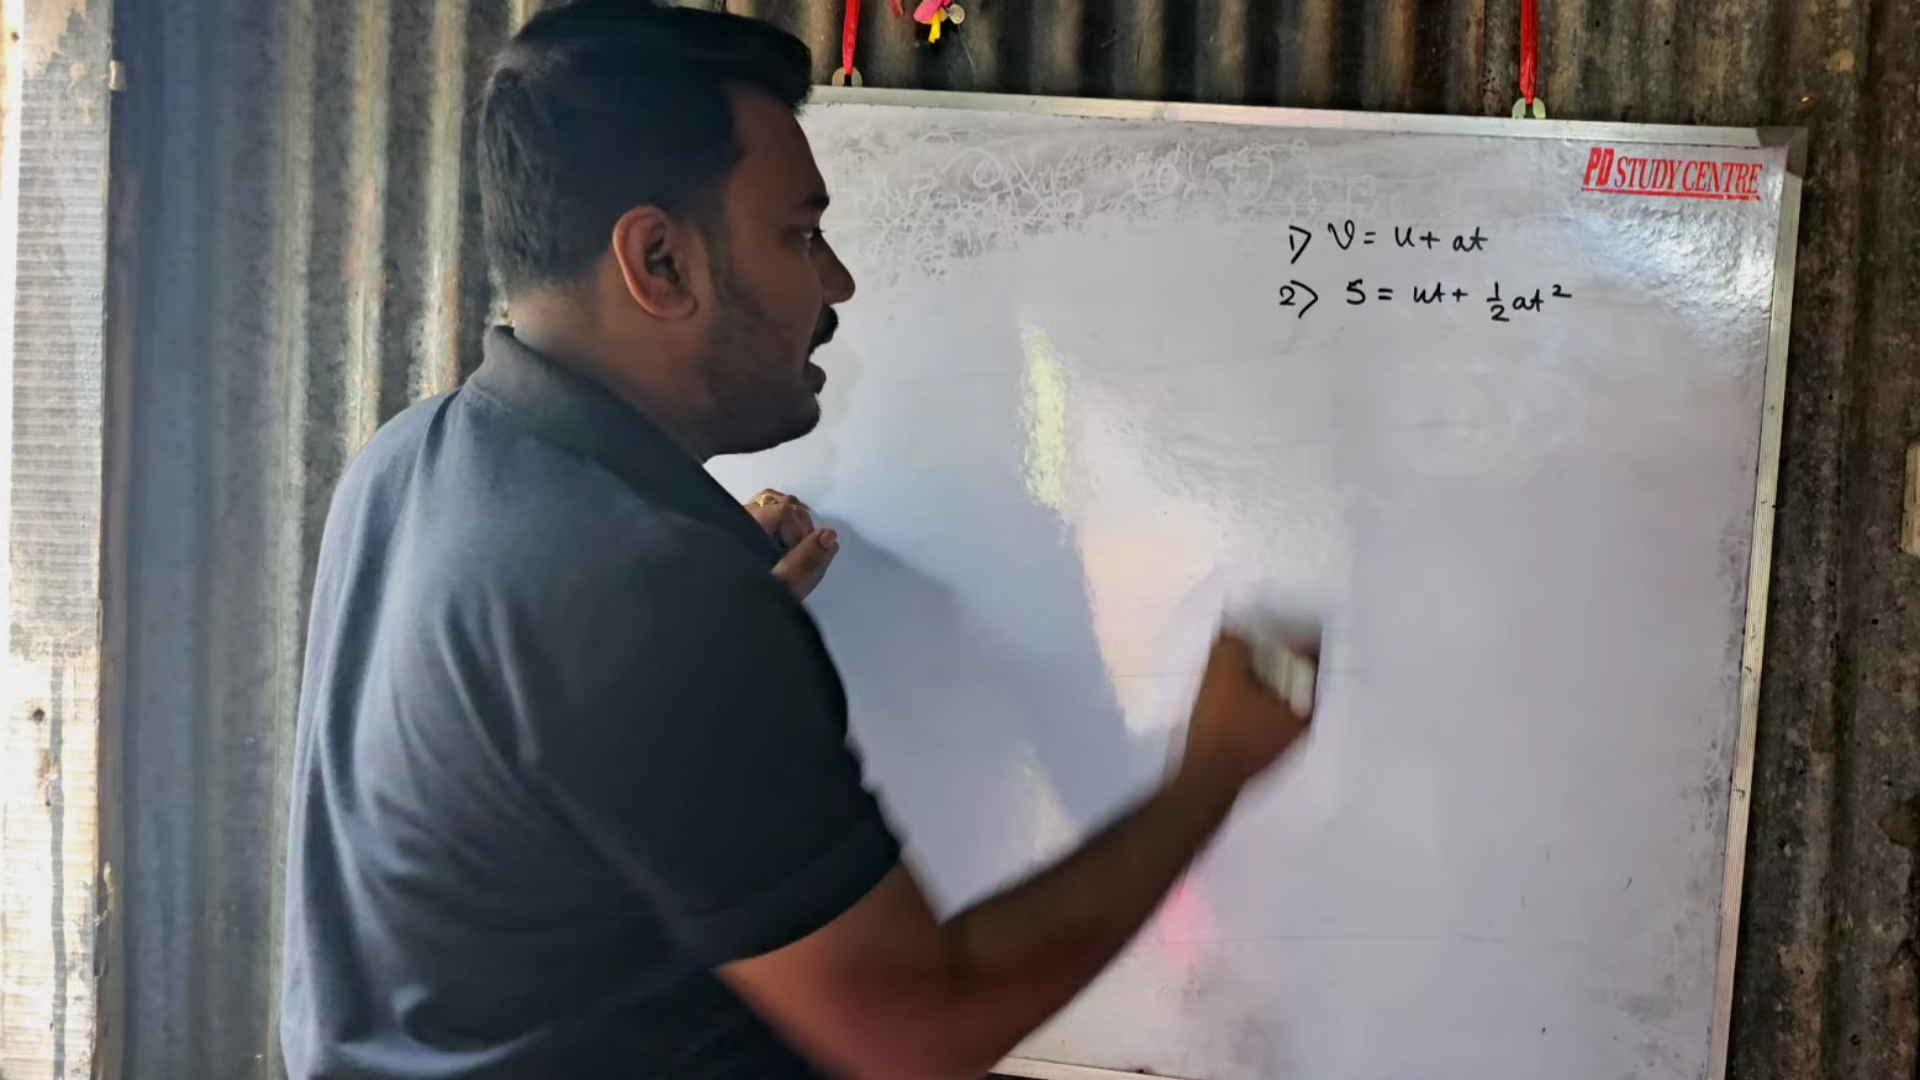 PD STUDY CENTRE
1) v = u + at
2) S = ut + 1/2 at²